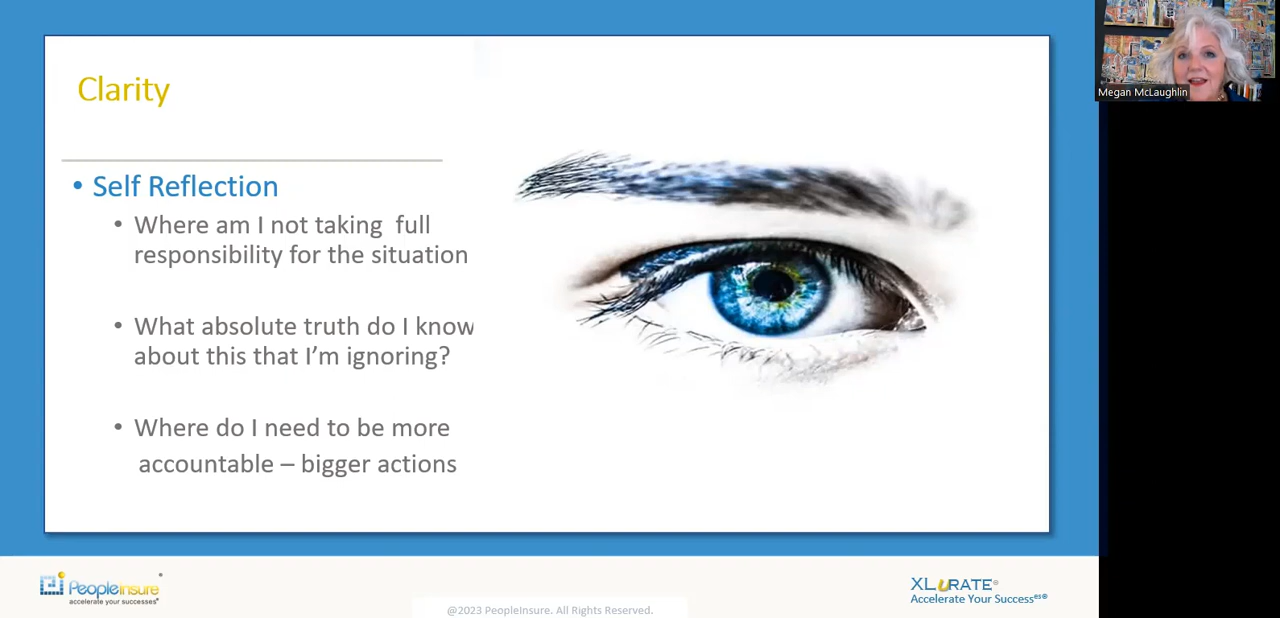 Clarity
• Self Reflection
• Where am I not taking  full
responsibility for the situation
• What absolute truth do I know
about this that I’m ignoring?
• Where do I need to be more
accountable – bigger actions
Megan McLaughlin
PeopleInsure
accelerate your successes®
@2023 PeopleInsure. All Rights Reserved.
XLURATE®
Accelerate Your Success^es®